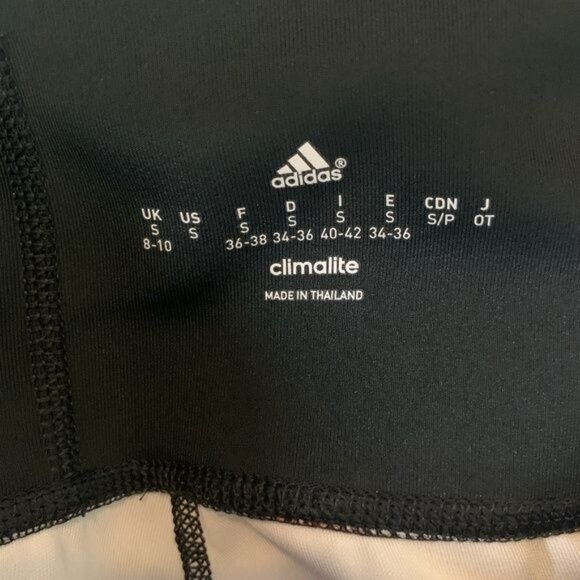 adidas®
UK US F D I E CDN J
S S S S S S S/P OT
8-10 36-38 34-36 40-42 34-36
climalite
MADE IN THAILAND